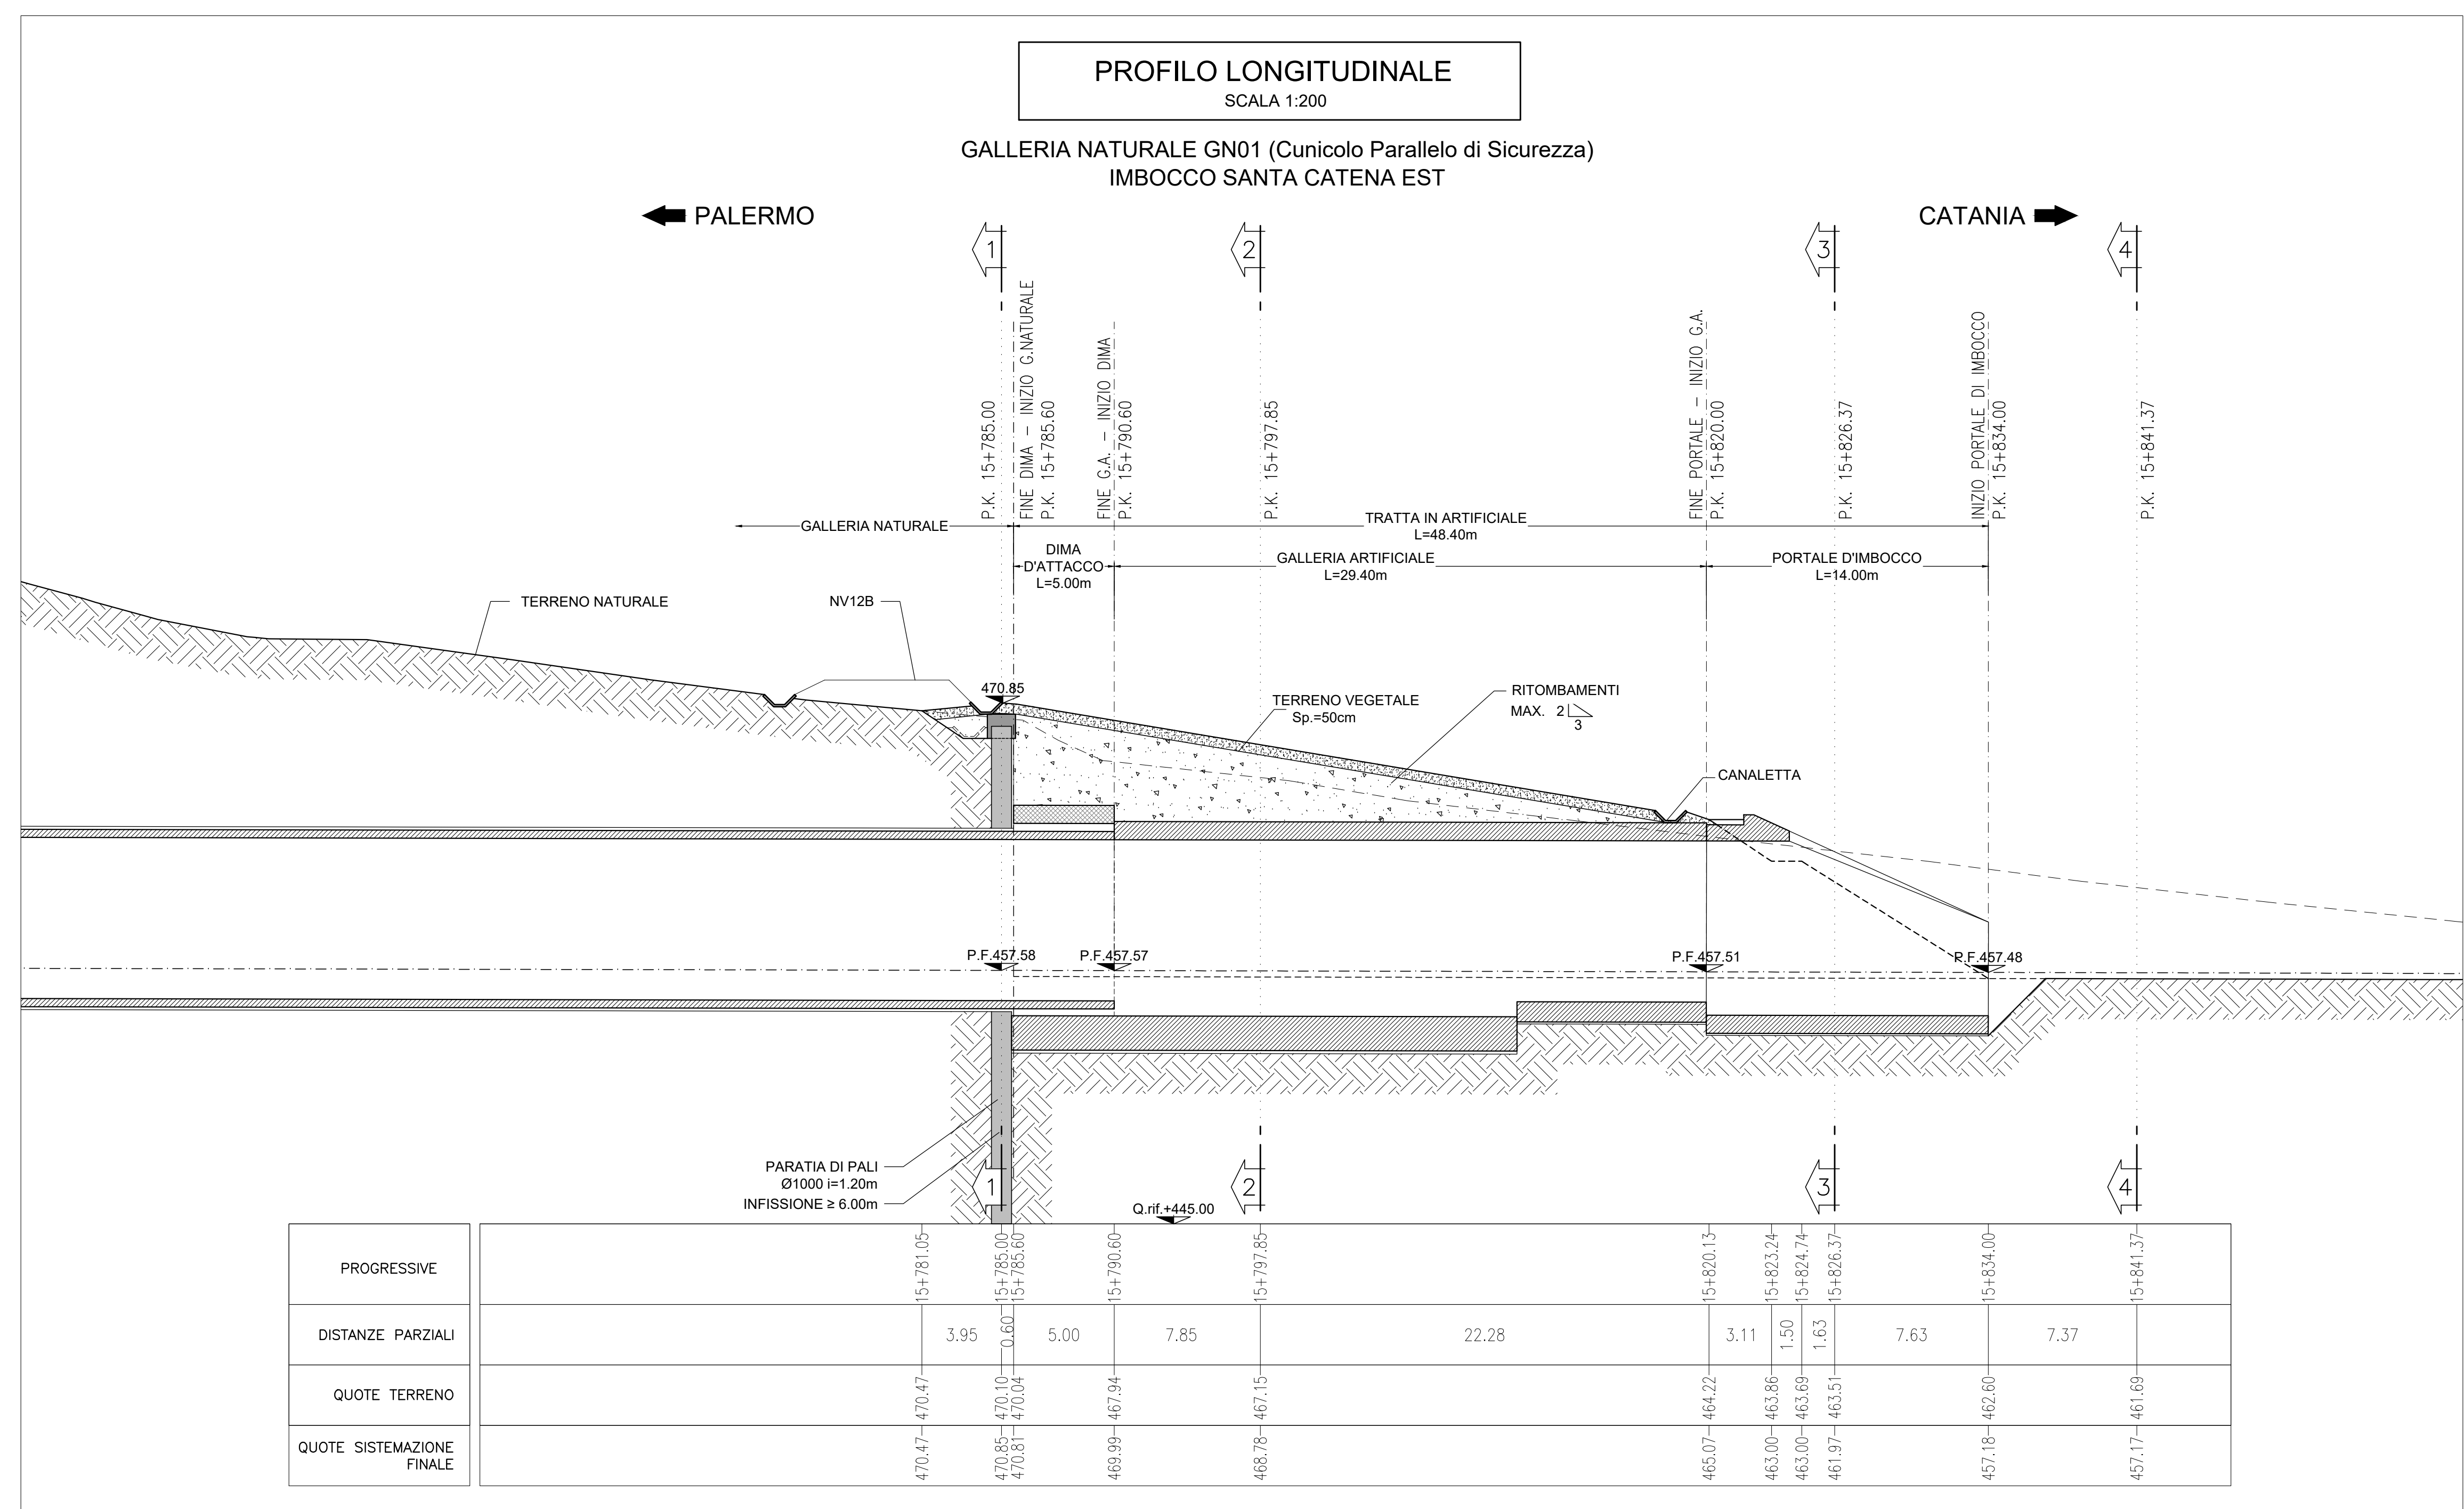 PROFILO LONGITUDINALE
SCALA 1:200
GALLERIA NATURALE GN01 (Cunicolo Parallelo di Sicurezza)
IMBOCCO SANTA CATENA EST
PALERMO
CATANIA
1
2
3
4
P.K. 15+785.00
FINE DIMA - INIZIO G.NATURALE
P.K. 15+785.60
FINE G.A. - INIZIO DIMA
P.K. 15+790.60
P.K. 15+797.85
FINE PORTALE - INIZIO G.A.
P.K. 15+820.00
P.K. 15+826.37
INIZIO PORTALE DI IMBOCCO
P.K. 15+834.00
P.K. 15+841.37
GALLERIA NATURALE
TRATTA IN ARTIFICIALE
L=48.40m
DIMA
D'ATTACCO
L=5.00m
GALLERIA ARTIFICIALE
L=29.40m
PORTALE D'IMBOCCO
L=14.00m
TERRENO NATURALE
NV12B
470.85
TERRENO VEGETALE
Sp.=50cm
RITOMBAMENTI
MAX. 2
3
CANALETTA
P.F.457.58
P.F.457.57
P.F.457.51
P.F.457.48
PARATIA DI PALI
Ø1000 i=1.20m
INFISSIONE ≥ 6.00m
1
2
3
4
Q.rif.+445.00
PROGRESSIVE
15+781.05
15+785.00
15+785.60
15+790.60
15+797.85
15+820.13
15+823.24
15+824.74
15+826.37
15+834.00
15+841.37
DISTANZE PARZIALI
3.95
0.60
5.00
7.85
22.28
3.11
1.50
1.63
7.63
7.37
QUOTE TERRENO
470.47
470.10
470.04
467.94
467.15
464.22
463.86
463.69
463.51
462.60
461.69
QUOTE SISTEMAZIONE
FINALE
470.47
470.85
470.81
469.99
468.78
465.07
463.00
463.00
461.97
457.18
457.17